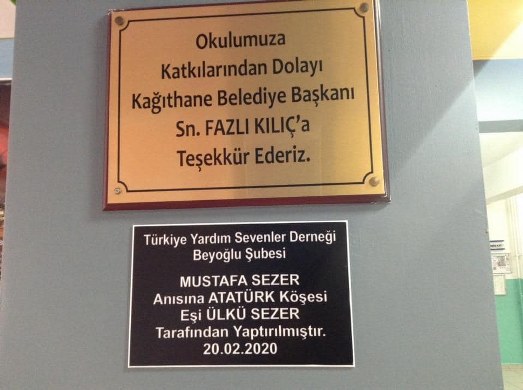 Okulumuza
Katkılarından Dolayı
Kağıthane Belediye Başkanı
Sn. FAZLI KILIÇ'a
Teşekkür Ederiz.
Türkiye Yardım Sevenler Derneği
Beyoğlu Şubesi
MUSTAFA SEZER
Anısına ATATÜRK Köşesi
Eşi ÜLKÜ SEZER
Tarafından Yaptırılmıştır.
20.02.2020